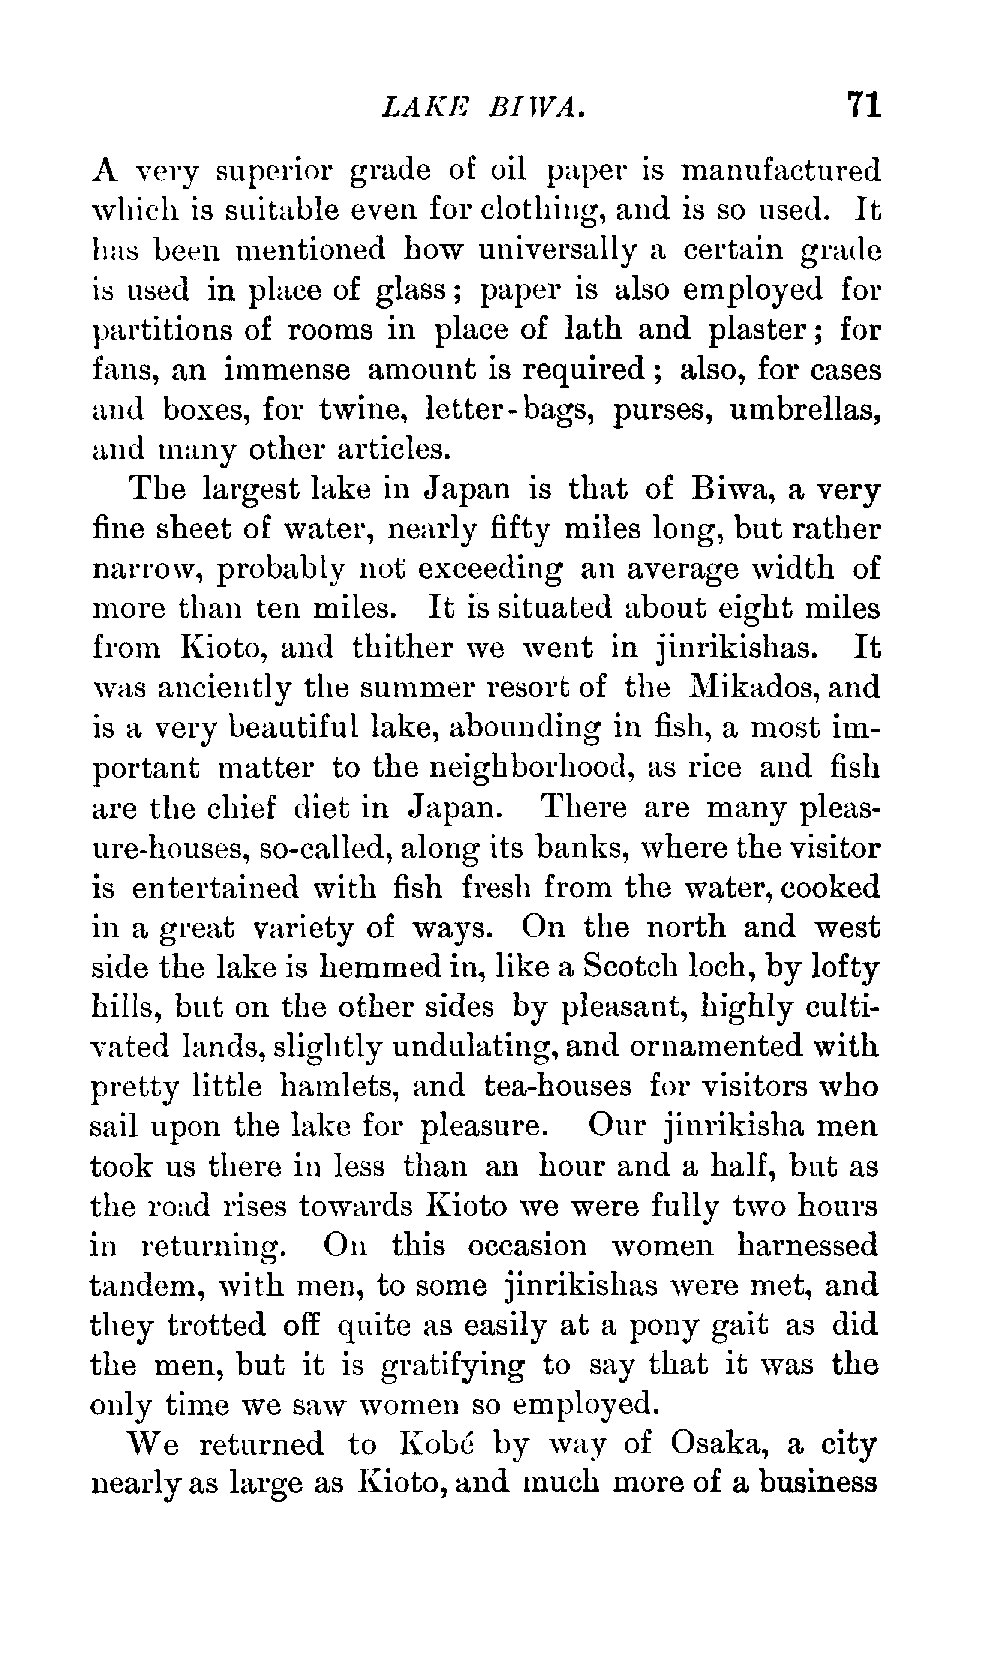 LAKE BIWA. 71
A very superior grade of oil paper is manufactured
which is suitable even for clothing, and is so used. It
has been mentioned how universally a certain grade
is used in place of glass; paper is also employed for
partitions of rooms in place of lath and plaster; for
fans, an immense amount is required; also, for cases
and boxes, for twine, letter-bags, purses, umbrellas,
and many other articles.
The largest lake in Japan is that of Biwa, a very
fine sheet of water, nearly fifty miles long, but rather
narrow, probably not exceeding an average width of
more than ten miles. It is situated about eight miles
from Kioto, and thither we went in jinrikishas. It
was anciently the summer resort of the Mikados, and
is a very beautiful lake, abounding in fish, a most im-
portant matter to the neighborhood, as rice and fish
are the chief diet in Japan. There are many pleas-
ure-houses, so-called, along its banks, where the visitor
is entertained with fish fresh from the water, cooked
in a great variety of ways. On the north and west
side the lake is hemmed in, like a Scotch loch, by lofty
hills, but on the other sides by pleasant, highly culti-
vated lands, slightly undulating, and ornamented with
pretty little hamlets, and tea-houses for visitors who
sail upon the lake for pleasure. Our jinrikisha men
took us there in less than an hour and a half, but as
the road rises towards Kioto we were fully two hours
in returning. On this occasion women harnessed
tandem, with men, to some jinrikishas were met, and
they trotted off quite as easily at a pony gait as did
the men, but it is gratifying to say that it was the
only time we saw women so employed.
We returned to Kobé by way of Osaka, a city
nearly as large as Kioto, and much more of a business